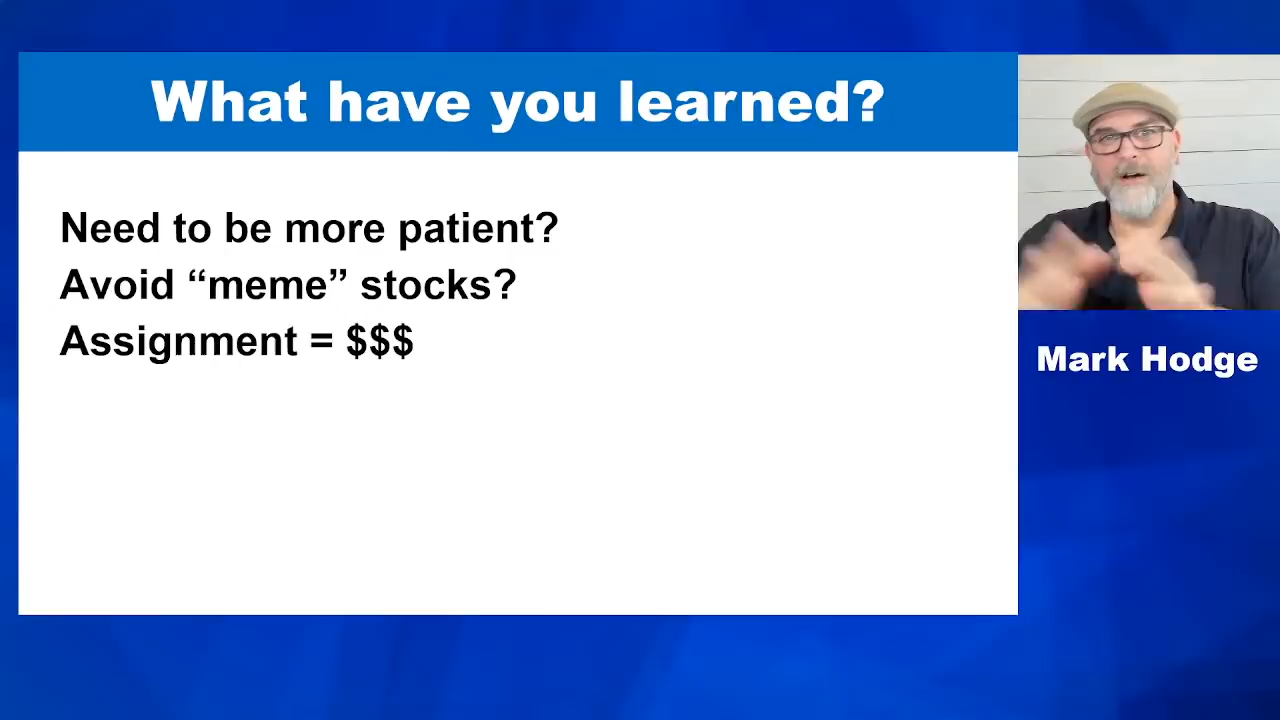 What have you learned?
Need to be more patient?
Avoid “meme” stocks?
Assignment = $$$
Mark Hodge